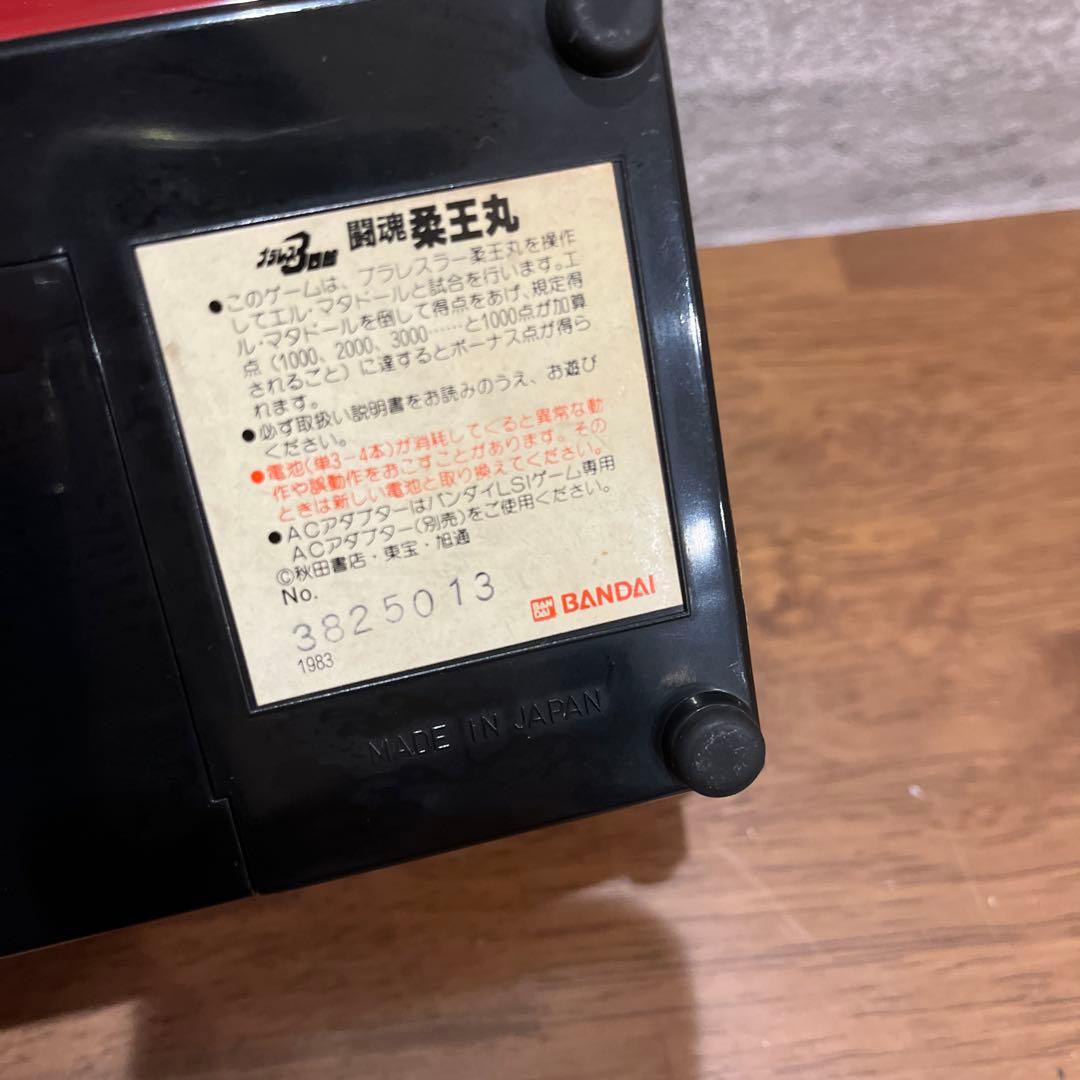 プラレス3四郎 闘魂 柔王丸
●このゲームは、プラレスラー柔王丸を操作
してエル・マタドールと試合を行います。エ
ル・マタドールを倒して得点をあげ、規定得
点(1000、2000、3000……と1000点が加算
されるごと)に達するとボーナス点が得ら
れます。
●必ず取扱い説明書をお読みのうえ、お遊び
ください。
●電池(単3-4本)が消耗してくると異常な動
作や誤動作をおこすことがあります。その
ときは新しい電池と取り換えてください。
●ACアダプターはバンダイLSIゲーム専用
ACアダプター(別売)をご使用ください。
©秋田書店・東宝・旭通
No.
3825013
BAN
DAI
BANDAI
1983
MADE IN JAPAN